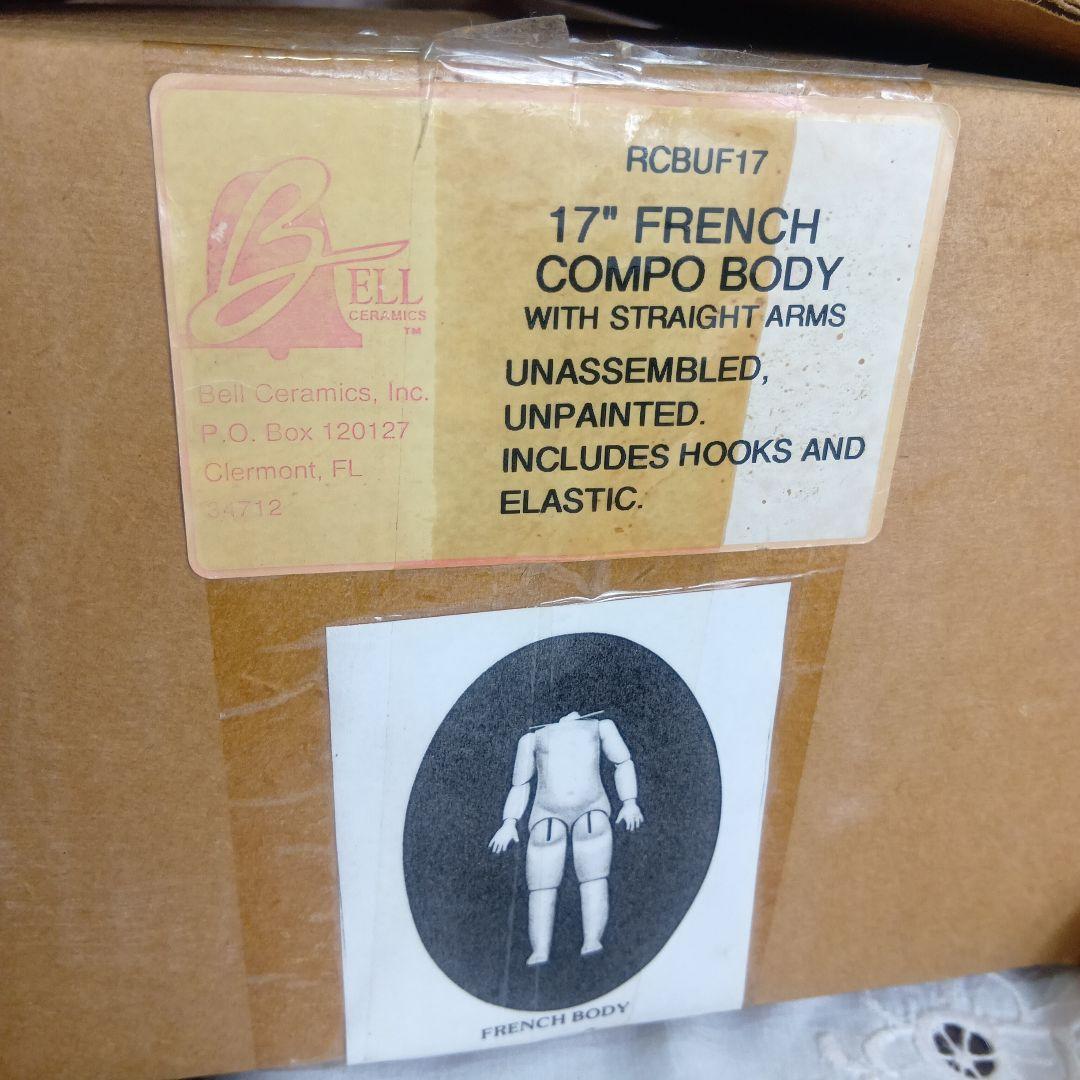 RCBUF17
17" FRENCH
COMPO BODY
WITH STRAIGHT ARMS
UNASSEMBLED,
UNPAINTED.
INCLUDES HOOKS AND
ELASTIC.
BELL
CERAMICS
TM
Bell Ceramics, Inc.
P.O. Box 120127
Clermont, FL
34712
FRENCH BODY